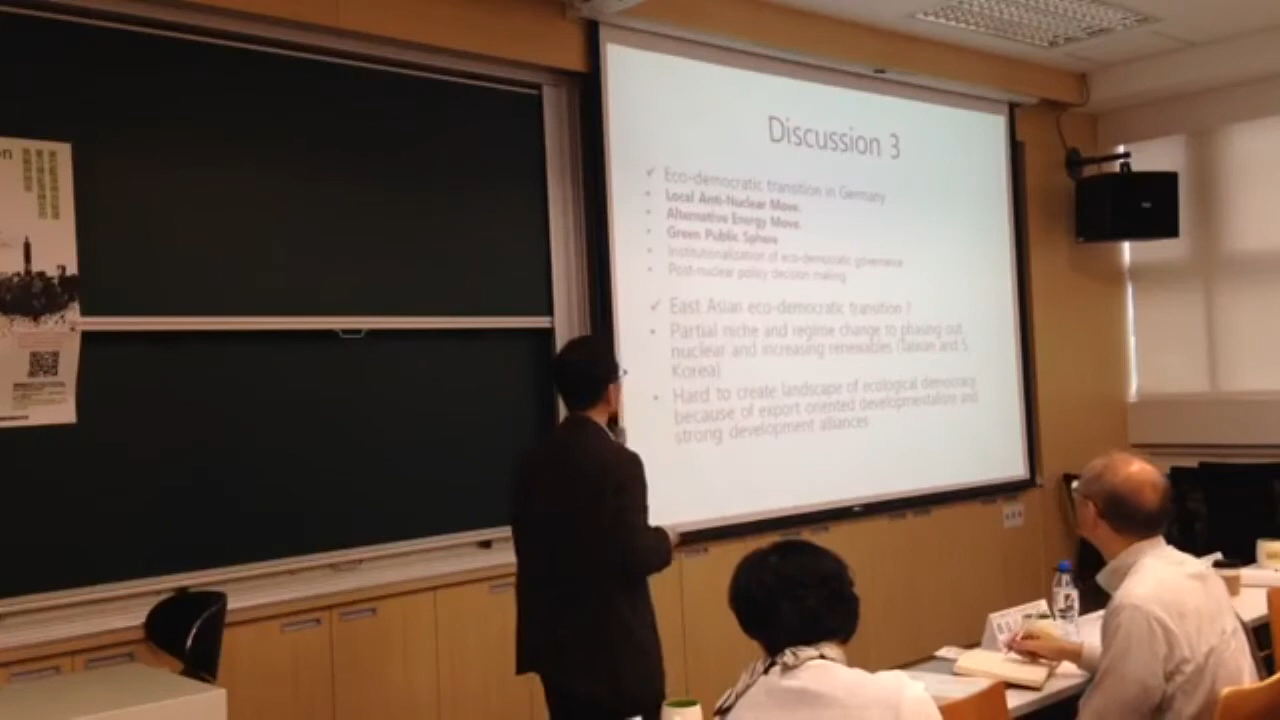 on
Discussion 3
Eco-democratic transition in Germany
Local Anti-Nuclear Move.
Alternative Energy Move.
Green Public Sphere
Institutionalization of eco-democratic governance
Post-nuclear policy decision making
East Asian eco-democratic transition ?
Partial niche and regime change to phasing out
nuclear and increasing renewables (Taiwan and S.
Korea)
Hard to create landscape of ecological democracy
because of export oriented developmentalism and
strong development alliances